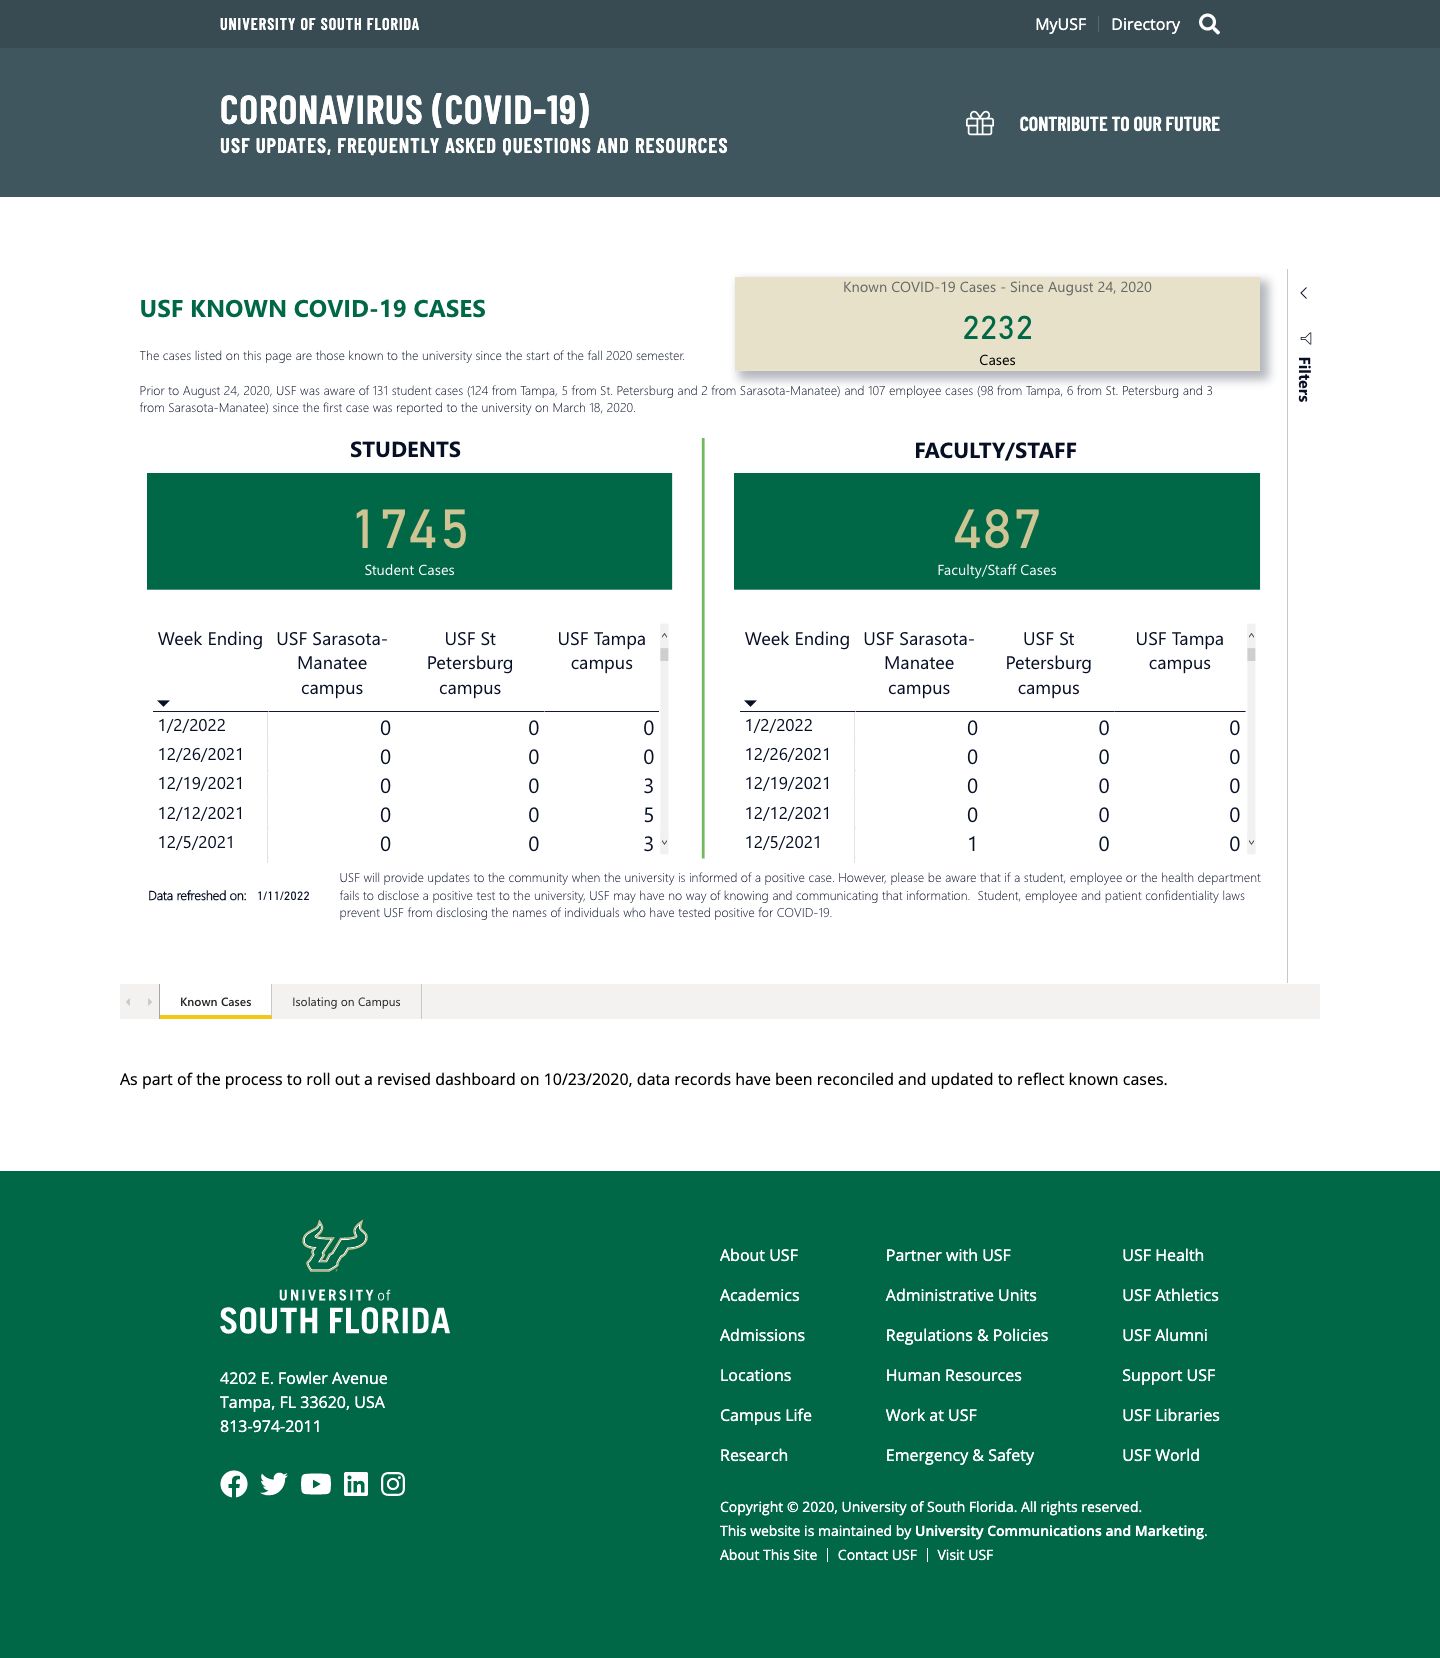 UNIVERSITY OF SOUTH FLORIDA
MyUSF
Directory
CORONAVIRUS (COVID-19)
USF UPDATES, FREQUENTLY ASKED QUESTIONS AND RESOURCES
CONTRIBUTE TO OUR FUTURE
USF KNOWN COVID-19 CASES
Known COVID-19 Cases - Since August 24, 2020
2232
Cases
Filters
The cases listed on this page are those known to the university since the start of the fall 2020 semester.
Prior to August 24, 2020, USF was aware of 131 student cases (124 from Tampa, 5 from St. Petersburg and 2 from Sarasota-Manatee) and 107 employee cases (98 from Tampa, 6 from St. Petersburg and 3
from Sarasota-Manatee) since the first case was reported to the university on March 18, 2020.
STUDENTS
1745
Student Cases
Week Ending USF Sarasota-Manatee campus USF St Petersburg campus USF Tampa campus
1/2/2022 0 0 0
12/26/2021 0 0 0
12/19/2021 0 0 3
12/12/2021 0 0 5
12/5/2021 0 0 3
FACULTY/STAFF
487
Faculty/Staff Cases
Week Ending USF Sarasota-Manatee campus USF St Petersburg campus USF Tampa campus
1/2/2022 0 0 0
12/26/2021 0 0 0
12/19/2021 0 0 0
12/12/2021 0 0 0
12/5/2021 1 0 0
Data refreshed on: 1/11/2022
USF will provide updates to the community when the university is informed of a positive case. However, please be aware that if a student, employee or the health department
fails to disclose a positive test to the university, USF may have no way of knowing and communicating that information. Student, employee and patient confidentiality laws
prevent USF from disclosing the names of individuals who have tested positive for COVID-19.
Known Cases
Isolating on Campus
As part of the process to roll out a revised dashboard on 10/23/2020, data records have been reconciled and updated to reflect known cases.
UNIVERSITY of
SOUTH FLORIDA
4202 E. Fowler Avenue
Tampa, FL 33620, USA
813-974-2011
About USF
Academics
Admissions
Locations
Campus Life
Research
Partner with USF
Administrative Units
Regulations & Policies
Human Resources
Work at USF
Emergency & Safety
USF Health
USF Athletics
USF Alumni
Support USF
USF Libraries
USF World
Copyright © 2020, University of South Florida. All rights reserved.
This website is maintained by University Communications and Marketing.
About This Site | Contact USF | Visit USF